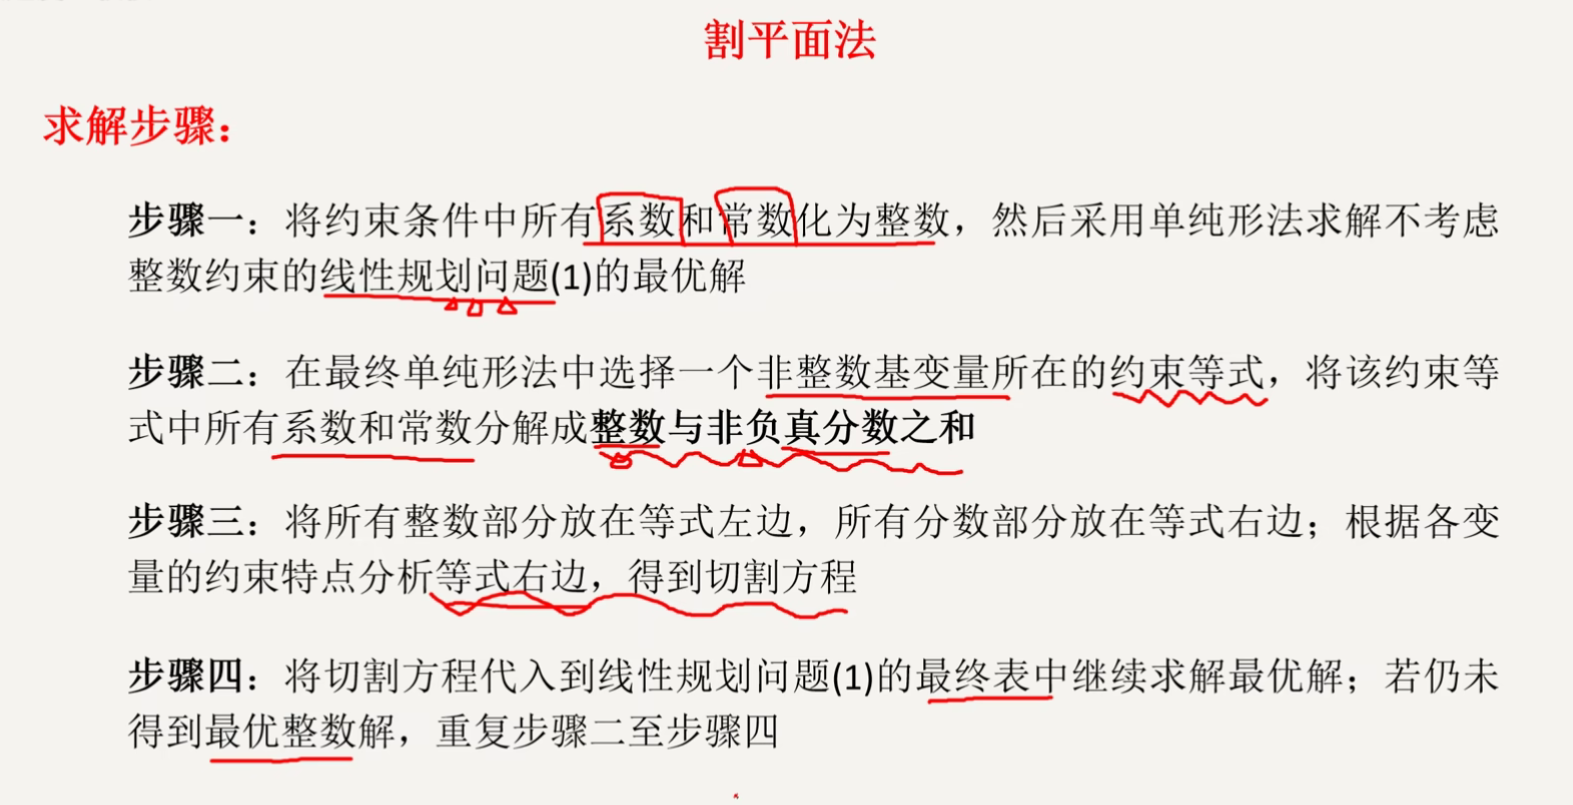 割平面法
求解步骤：
步骤一：将约束条件中所有系数和常数化为整数，然后采用单纯形法求解不考虑
整数约束的线性规划问题(1)的最优解
步骤二：在最终单纯形法中选择一个非整数基变量所在的约束等式，将该约束等
式中所有系数和常数分解成整数与非负真分数之和
步骤三：将所有整数部分放在等式左边，所有分数部分放在等式右边；根据各变
量的约束特点分析等式右边，得到切割方程
步骤四：将切割方程代入到线性规划问题(1)的最终表中继续求解最优解；若仍未
得到最优整数解，重复步骤二至步骤四